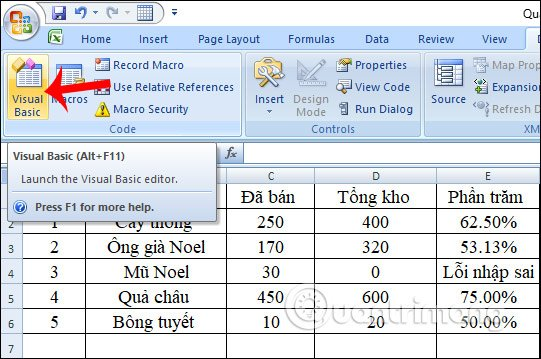 Qua
Home Insert Page Layout Formulas Data Review View D
Visual Basic
Macros
Record Macro
Use Relative References
Macro Security
Code
Insert
Design Mode
Properties
View Code
Run Dialog
Controls
Source
Map Prop
Expansion
Refresh D
XM
Visual Basic (Alt+F11)
Launch the Visual Basic editor.
Press F1 for more help.
fx
C D E
Đã bán Tổng kho Phần trăm
2 1 Cây thông 250 400 62.50%
3 2 Ông già Noel 170 320 53.13%
4 3 Mũ Noel 30 0 Lỗi nhập sai
5 4 Quả châu 450 600 75.00%
6 5 Bông tuyết 10 20 50.00%
7
Quantrimang